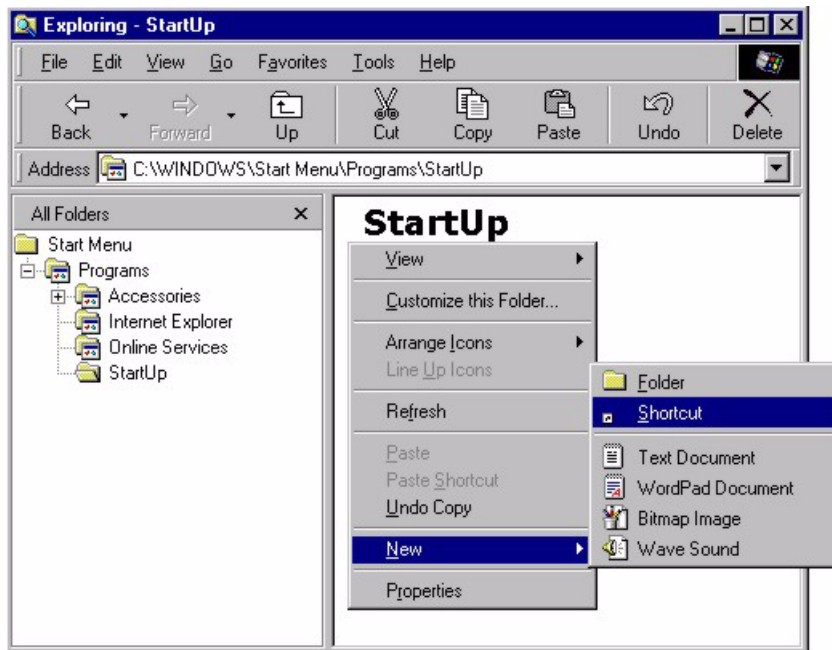 Exploring - StartUp
File Edit View Go Favorites Tools Help
Back Forward Up Cut Copy Paste Undo Delete
Address C:\WINDOWS\Start Menu\Programs\StartUp
All Folders
Start Menu
Programs
Accessories
Internet Explorer
Online Services
StartUp
StartUp
View
Customize this Folder...
Arrange Icons
Line Up Icons
Refresh
Paste
Paste Shortcut
Undo Copy
New
Properties
Folder
Shortcut
Text Document
WordPad Document
Bitmap Image
Wave Sound